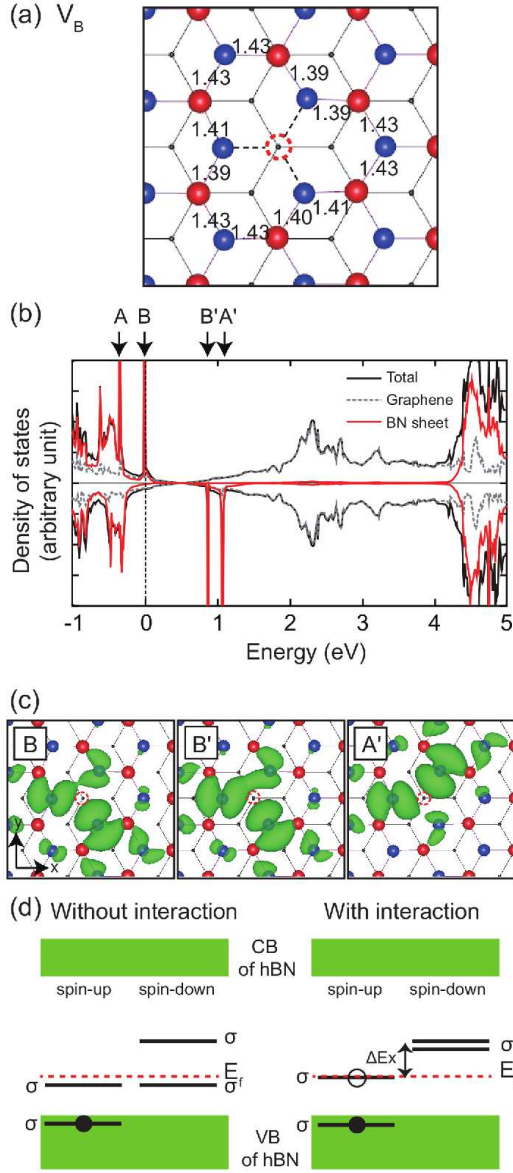 (a) V_B
1.43
1.39
1.43
1.39
1.41
1.43
1.39
1.43
1.40
1.41
1.43
1.43
(b)
A B B' A'
Total
Graphene
BN sheet
Density of states
(arbitrary unit)
-1 0 1 2 3 4 5
Energy (eV)
(c)
B B' A'
y
x
(d)
Without interaction With interaction
CB
of hBN
spin-up spin-down spin-up spin-down
σ σ
ΔEx
E E
σ σf σ
σ σ
VB
of hBN